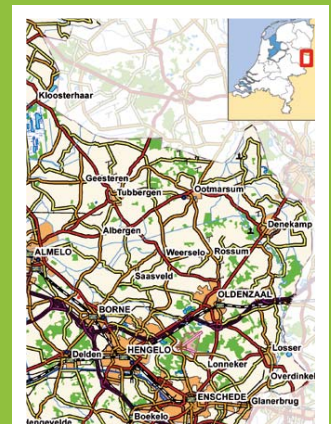 Kloosterhaar
Geesteren
Tubbergen
Ootmarsum
Denekamp
Albergen
ALMELO
Weerselo
Rossum
Saasveld
OLDENZAAL
BORNE
Delden
HENGELO
Losser
Lonneker
Overdinkel
ENSCHEDE
Glanerbrug
Boekelo